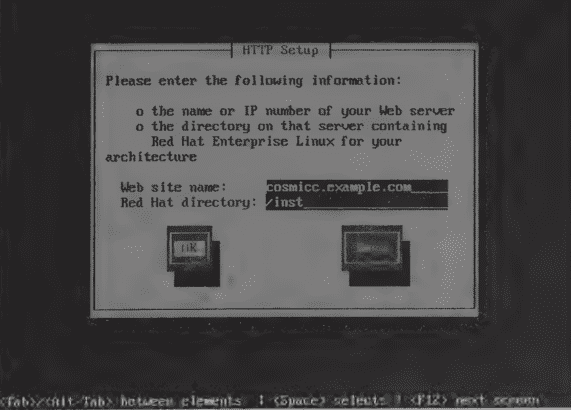 HTTP Setup
Please enter the following information:
o the name or IP number of your Web server
o the directory on that server containing
Red Hat Enterprise Linux for your
architecture
Web site name: cosmicc.example.com
Red Hat directory: /inst
OK
<Tab>/<Alt-Tab> between elements | <Space> selects | <F12> next screen